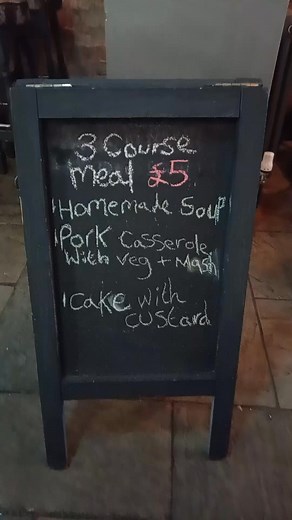 3 Course
meal £5
Homemade Soup
Pork Casserole
With veg + Mash
Cake with
custard